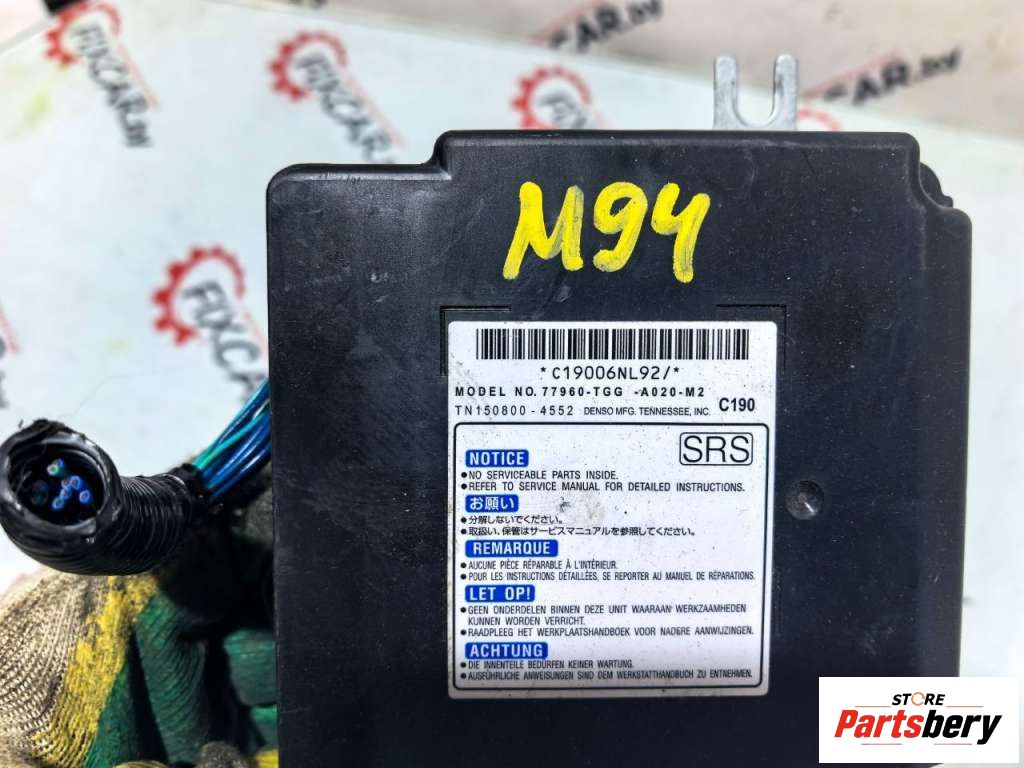 FIXCAR.by
FIXCAR.by
FIXCAR
M94
*C19006NL92/*
MODEL NO. 77960-TGG -A020-M2
TN150800-4552 DENSO MFG. TENNESSEE, INC. C190
SRS
NOTICE
●NO SERVICEABLE PARTS INSIDE.
●REFER TO SERVICE MANUAL FOR DETAILED INSTRUCTIONS.
お願い
●分解しないでください。
●取扱い、保管はサービスマニュアルを参照してください。
REMARQUE
●AUCUNE PIÈCE RÉPARABLE À L'INTÉRIEUR.
●POUR LES INSTRUCTIONS DÉTAILLÉES, SE REPORTER AU MANUEL DE RÉPARATIONS.
LET OP!
●GEEN ONDERDELEN BINNEN DEZE UNIT WAARAAN WERKZAAMHEDEN
KUNNEN WORDEN VERRICHT.
●RAADPLEEG HET WERKPLAATSHANDBOEK VOOR NADERE AANWIJZINGEN.
ACHTUNG
●DIE INNENTEILE BEDÜRFEN KEINER WARTUNG.
●AUSFÜHRLICHE ANWEISUNGEN SIND DEM WERKSTATTHANDBUCH ZU ENTNEHMEN.
STORE
Partsbery